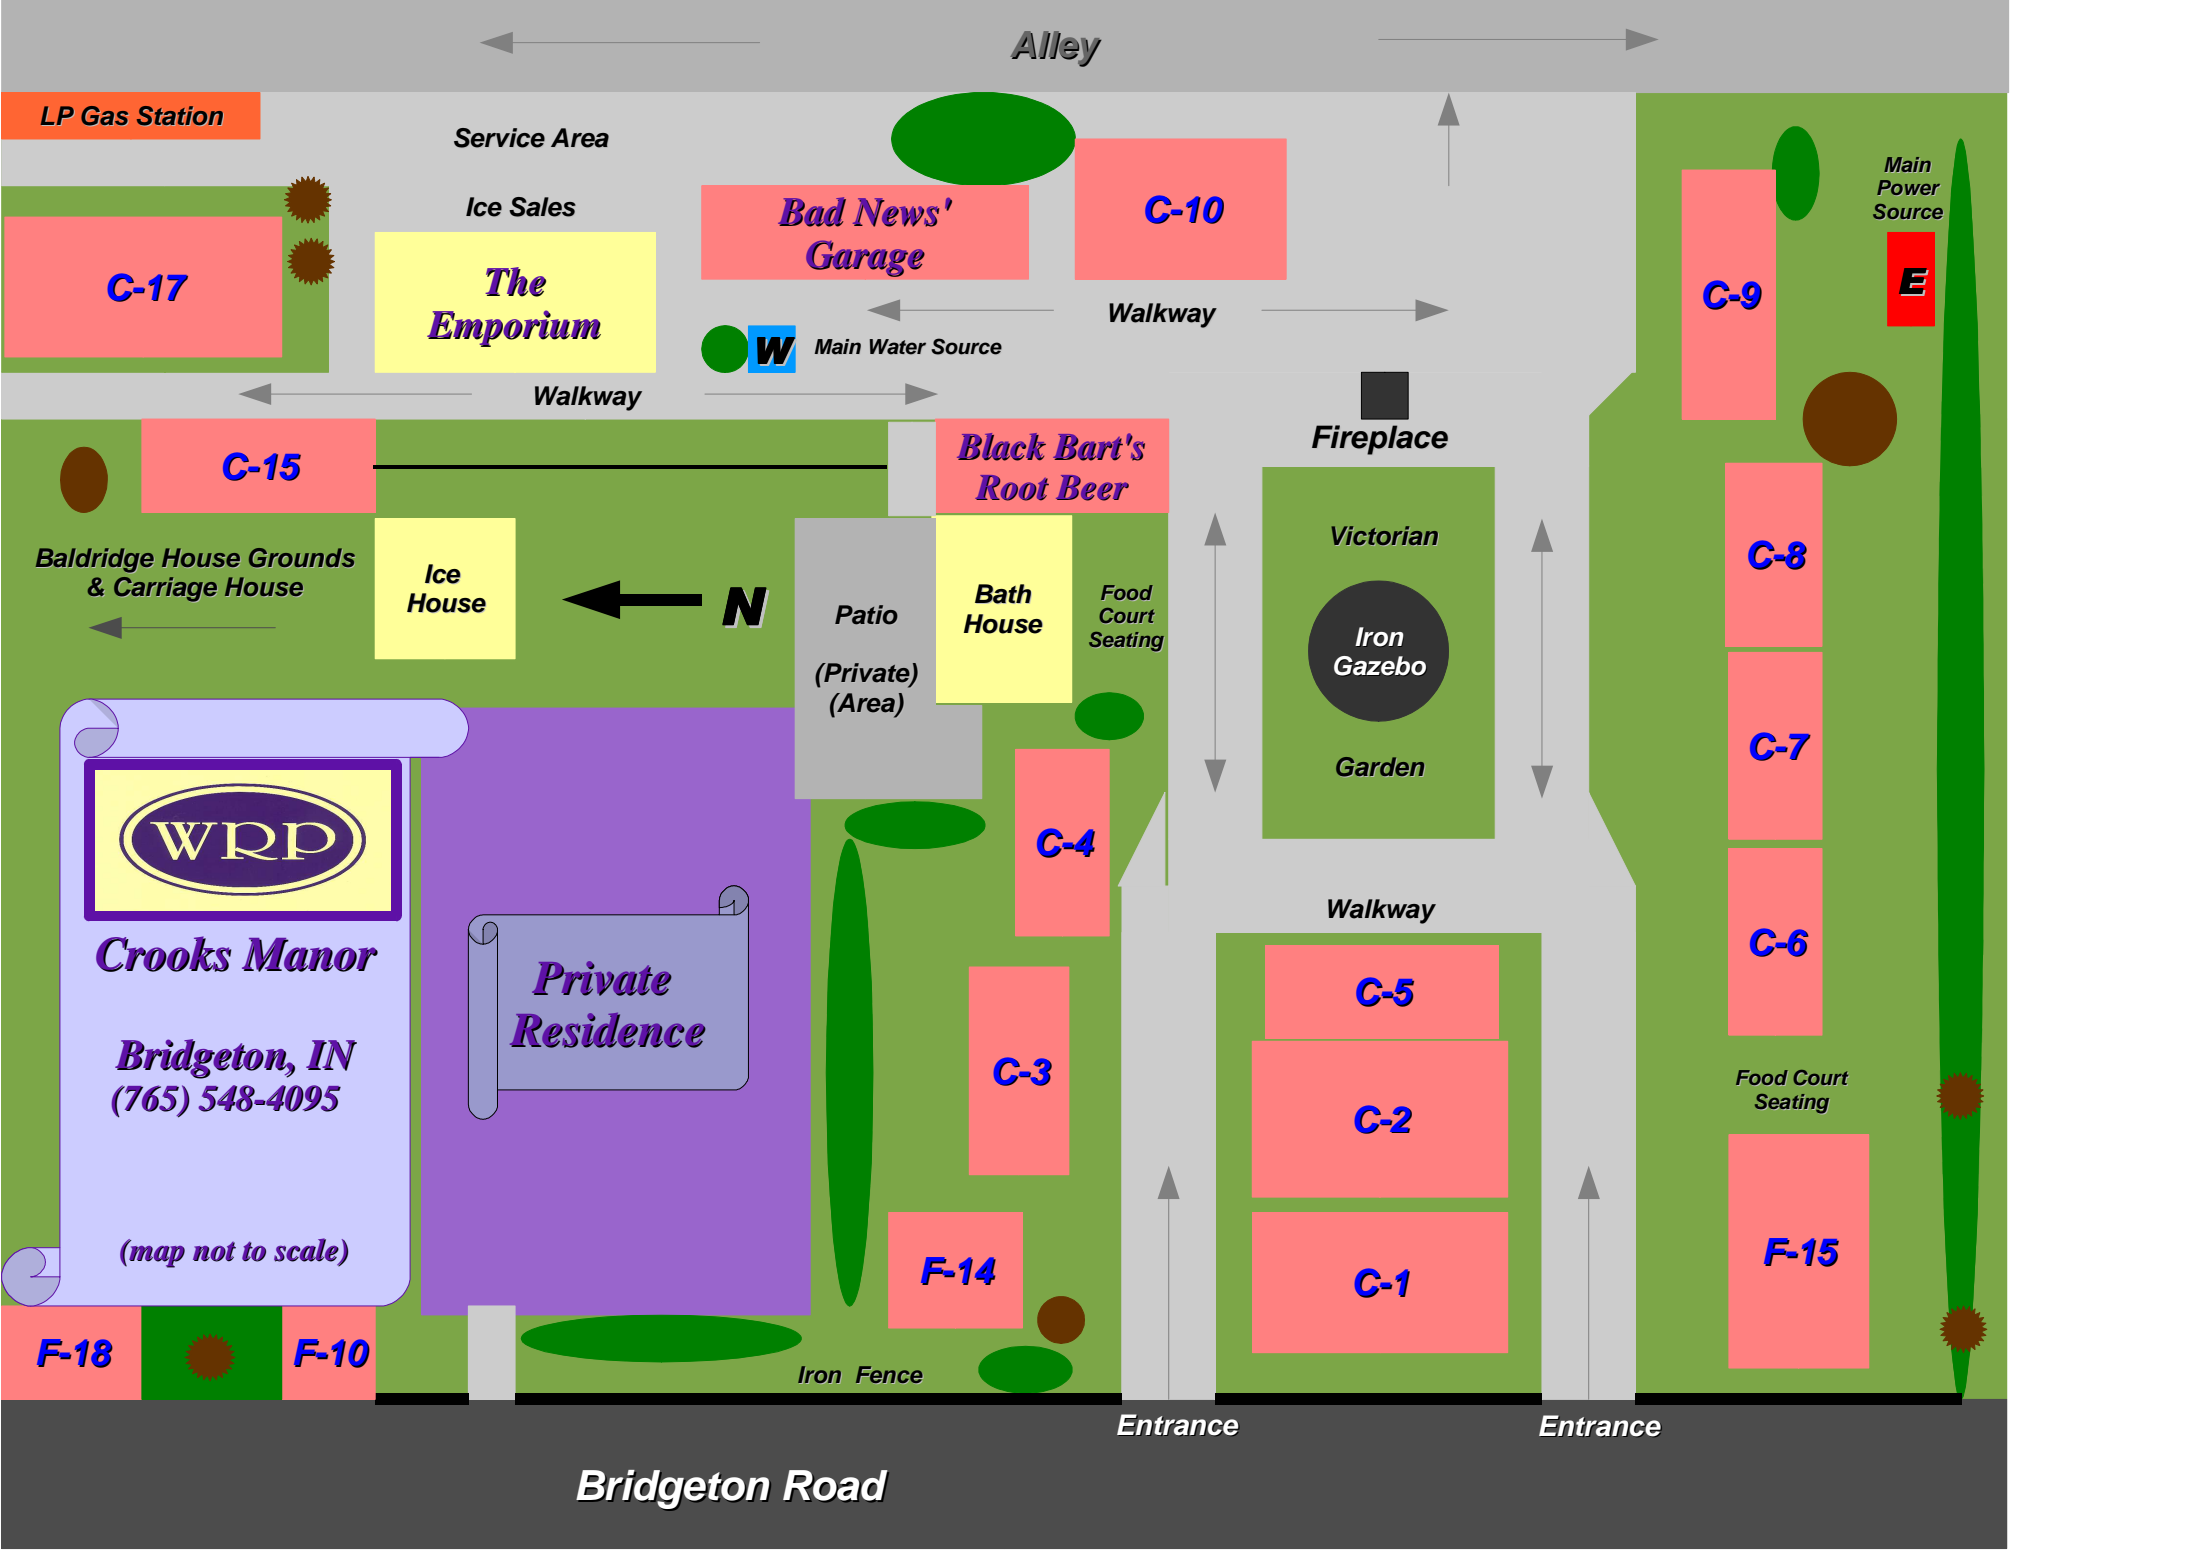 Alley
LP Gas Station
Service Area
Ice Sales
Main
Power
Source
E
C-17
The
Emporium
Bad News'
Garage
C-10
C-9
Walkway
W
Main Water Source
Walkway
C-15
Black Bart's
Root Beer
Fireplace
Baldridge House Grounds
& Carriage House
Ice
House
N
Patio
(Private)
(Area)
Bath
House
Food
Court
Seating
Victorian
Iron
Gazebo
Garden
C-8
C-7
C-6
WRP
Crooks Manor
Bridgeton, IN
(765) 548-4095
(map not to scale)
Private
Residence
C-4
C-3
Walkway
C-5
C-2
C-1
Food Court
Seating
F-14
F-15
F-18
F-10
Iron Fence
Entrance
Entrance
Bridgeton Road